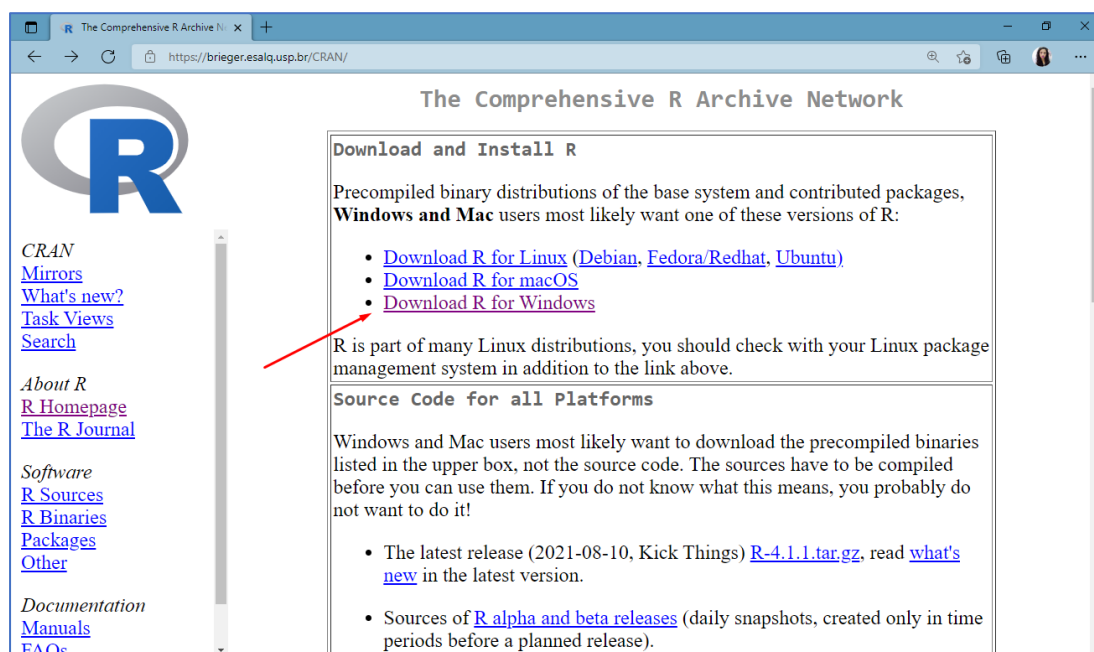 The Comprehensive R Archive N
https://brieger.esalq.usp.br/CRAN/
R
CRAN
Mirrors
What's new?
Task Views
Search
About R
R Homepage
The R Journal
Software
R Sources
R Binaries
Packages
Other
Documentation
Manuals
FAQs
The Comprehensive R Archive Network
Download and Install R
Precompiled binary distributions of the base system and contributed packages,
Windows and Mac users most likely want one of these versions of R:
• Download R for Linux (Debian, Fedora/Redhat, Ubuntu)
• Download R for macOS
• Download R for Windows
R is part of many Linux distributions, you should check with your Linux package
management system in addition to the link above.
Source Code for all Platforms
Windows and Mac users most likely want to download the precompiled binaries
listed in the upper box, not the source code. The sources have to be compiled
before you can use them. If you do not know what this means, you probably do
not want to do it!
• The latest release (2021-08-10, Kick Things) R-4.1.1.tar.gz, read what's
new in the latest version.
• Sources of R alpha and beta releases (daily snapshots, created only in time
periods before a planned release).